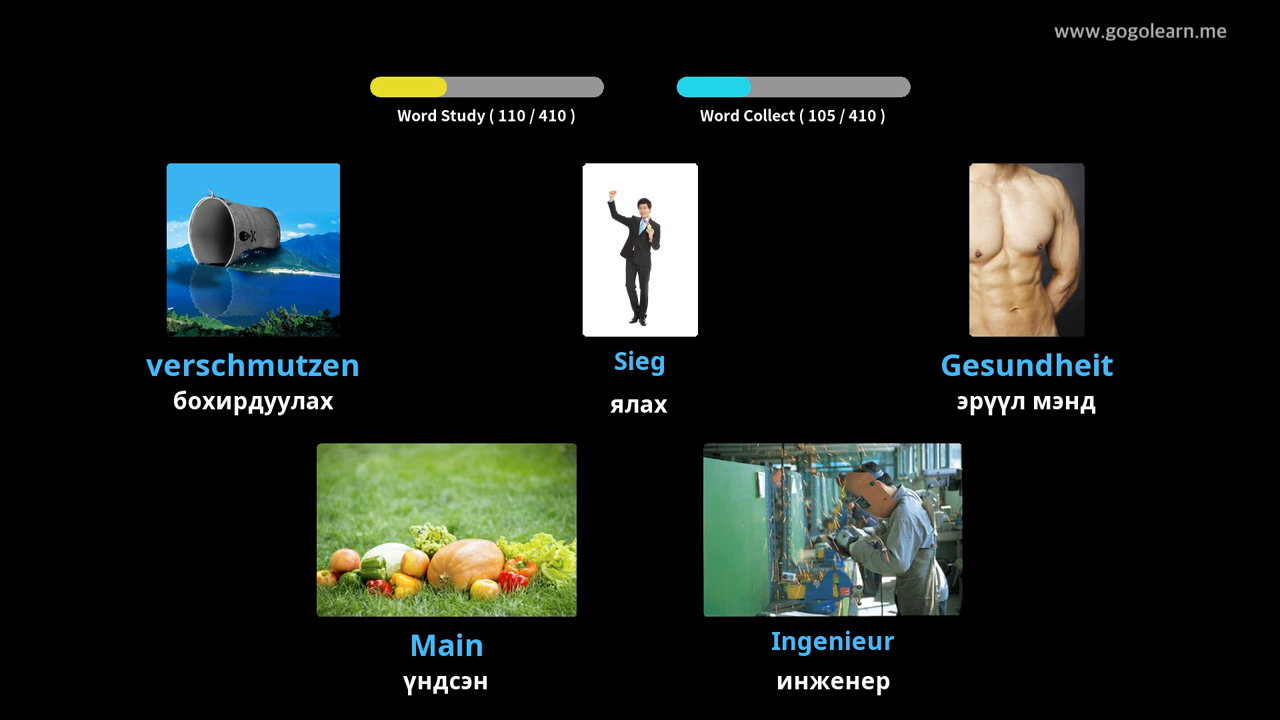 www.gogolearn.me
Word Study ( 110 / 410 )
Word Collect ( 105 / 410 )
verschmutzen
бохирдуулах
Sieg
ялах
Gesundheit
эрүүл мэнд
Main
үндсэн
Ingenieur
инженер